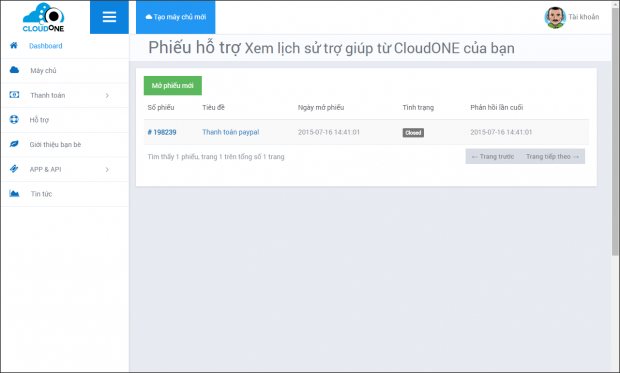 CLOUDONE
Tạo máy chủ mới
Tài khoản
Dashboard
Máy chủ
Thanh toán
Hỗ trợ
Giới thiệu bạn bè
APP & API
Tin tức
Phiếu hỗ trợ Xem lịch sử trợ giúp từ CloudONE của bạn
Mở phiếu mới
Số phiếu Tiêu đề Ngày mở phiếu Tình trạng Phản hồi lần cuối
# 198239 Thanh toán paypal 2015-07-16 14:41:01 Closed 2015-07-16 14:41:01
Tìm thấy 1 phiếu, trang 1 trên tổng số 1 trang
← Trang trước Trang tiếp theo →